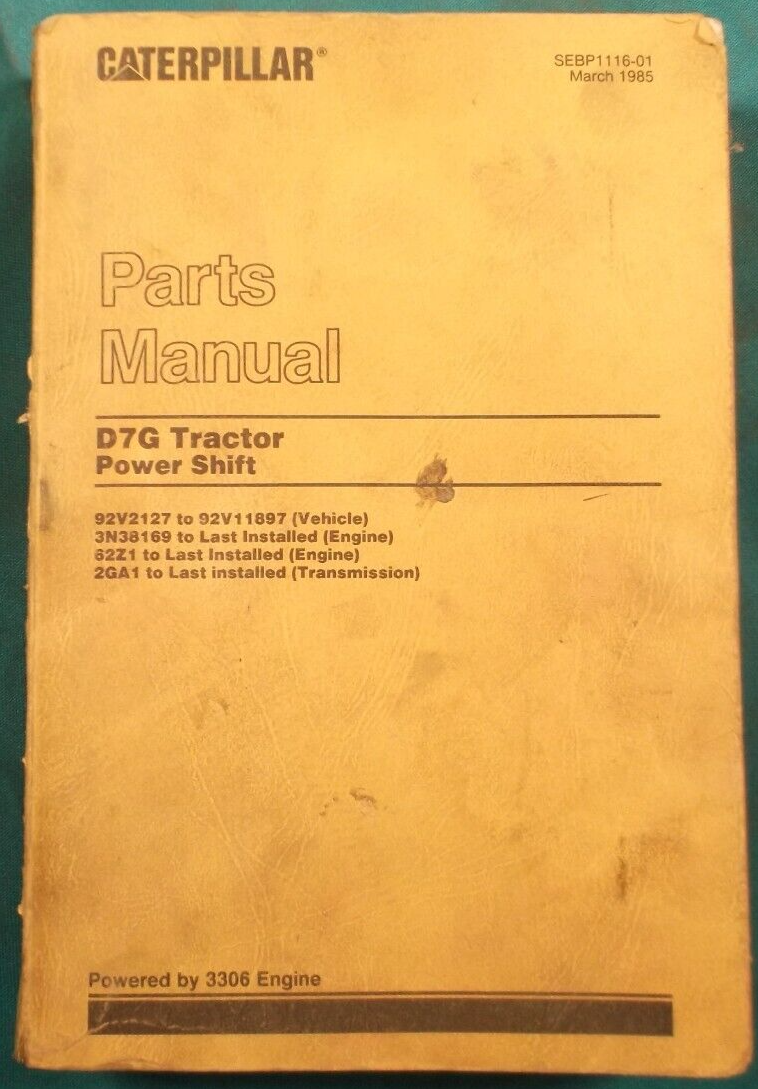 CATERPILLAR®
SEBP1116-01
March 1985
Parts
Manual
D7G Tractor
Power Shift
92V2127 to 92V11897 (Vehicle)
3N38169 to Last Installed (Engine)
62Z1 to Last Installed (Engine)
2GA1 to Last installed (Transmission)
Powered by 3306 Engine